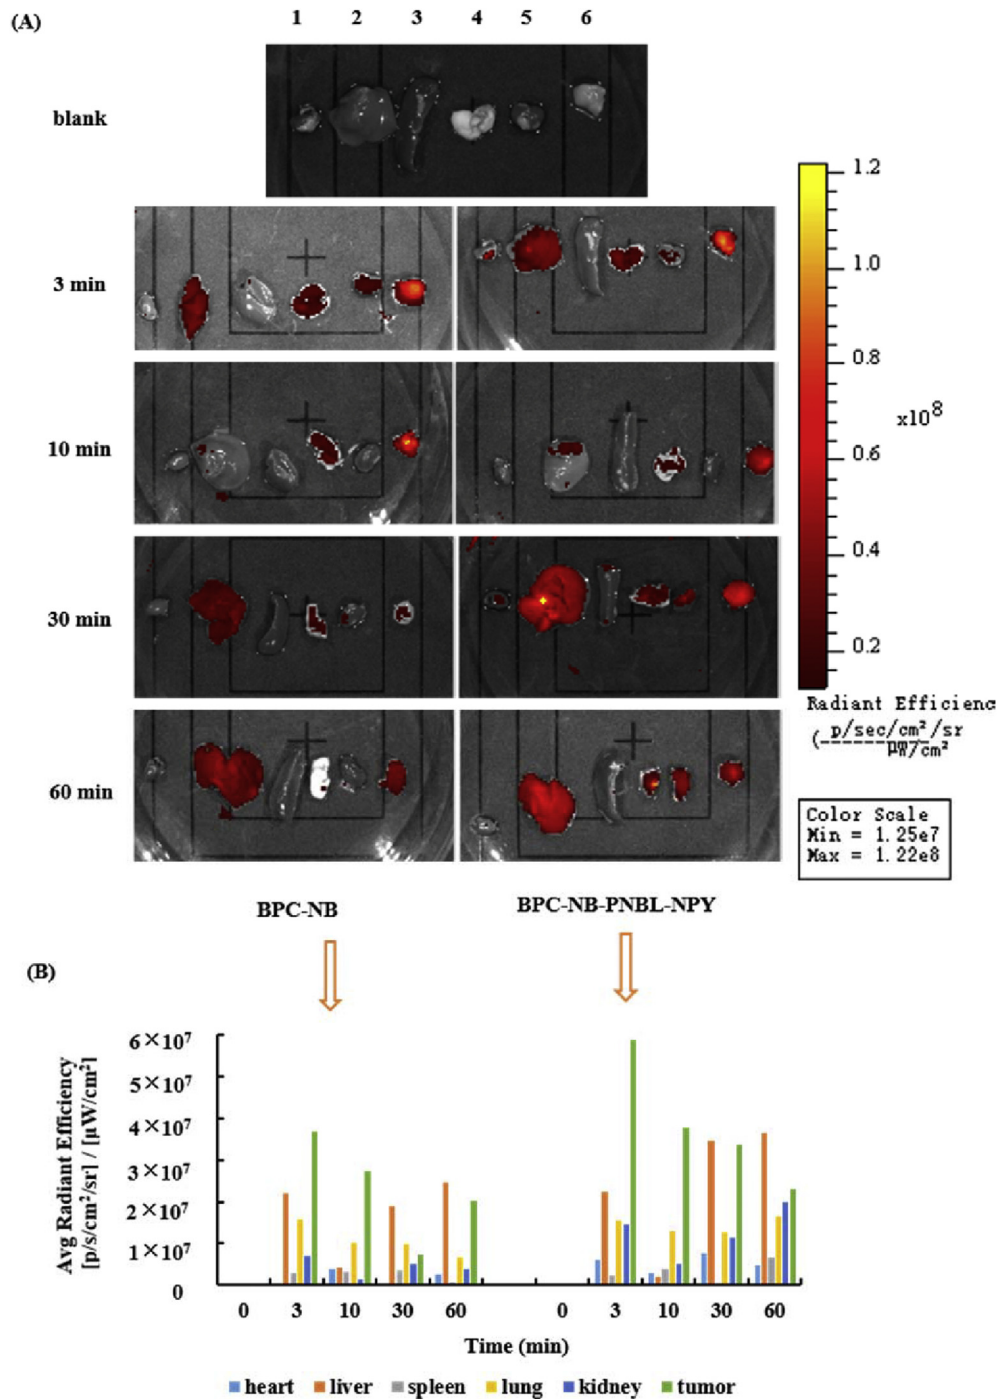 (A)
1 2 3 4 5 6
blank
3 min
10 min
30 min
60 min
1.2
1.0
0.8
x10⁸
0.6
0.4
0.2
Radiant Efficienc
(p/sec/cm²/sr
µW/cm²
Color Scale
Min = 1.25e7
Max = 1.22e8
BPC-NB BPC-NB-PNBL-NPY
(B)
Avg Radiant Efficiency
[p/s/cm²/sr] / [µW/cm²]
6×10⁷
5×10⁷
4×10⁷
3×10⁷
2×10⁷
1×10⁷
0
0 3 10 30 60 0 3 10 30 60
Time (min)
heart liver spleen lung kidney tumor